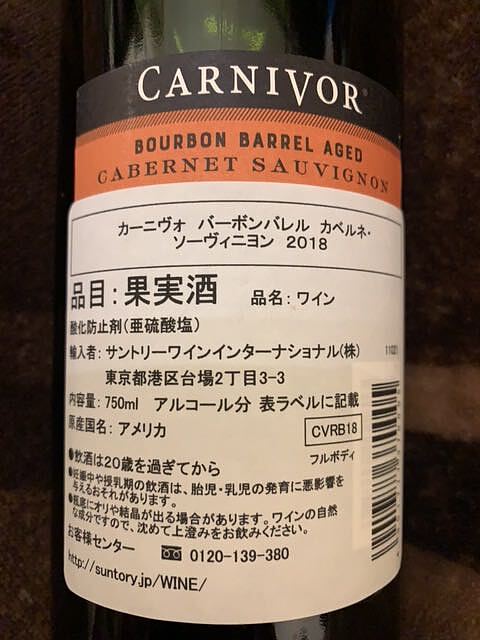 CARNIVOR
BOURBON BARREL AGED
CABERNET SAUVIGNON
カーニヴォ バーボンバレル カベルネ・
ソーヴィニヨン 2018
品目：果実酒 品名：ワイン
酸化防止剤(亜硫酸塩)
輸入者：サントリーワインインターナショナル(株)
東京都港区台場2丁目3-3
内容量：750ml アルコール分 表ラベルに記載
原産国名：アメリカ
CVRB18
フルボディ
●飲酒は20歳を過ぎてから
●妊娠中や授乳期の飲酒は、胎児・乳児の発育に悪影響を
与えるおそれがあります。
●瓶底にオリや結晶が出る場合があります。ワインの自然
な成分ですので、沈めて上澄みをお飲みください。
お客様センター 0120-139-380
http://suntory.jp/WINE/